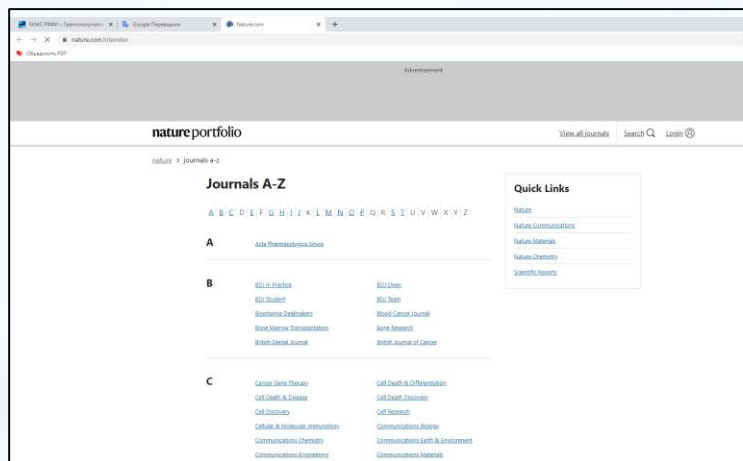 Google Переводчик
Nature.com
nature.com/siteindex
Объединить PDF
Advertisement
nature portfolio
View all journals Search Login
nature > journals a-z
Journals A-Z
A B C D E F G H I J K L M N O P Q R S T U V W X Y Z
A
Acta Pharmacologica Sinica
B
BDJ In Practice BDJ Open
BDJ Student BDJ Team
Biopharma Dealmakers Blood Cancer Journal
Bone Marrow Transplantation Bone Research
British Dental Journal British Journal of Cancer
C
Cancer Gene Therapy Cell Death & Differentiation
Cell Death & Disease Cell Death Discovery
Cell Discovery Cell Research
Cellular & Molecular Immunology Communications Biology
Communications Chemistry Communications Earth & Environment
Communications Engineering Communications Materials
Quick Links
Nature
Nature Communications
Nature Materials
Nature Chemistry
Scientific Reports